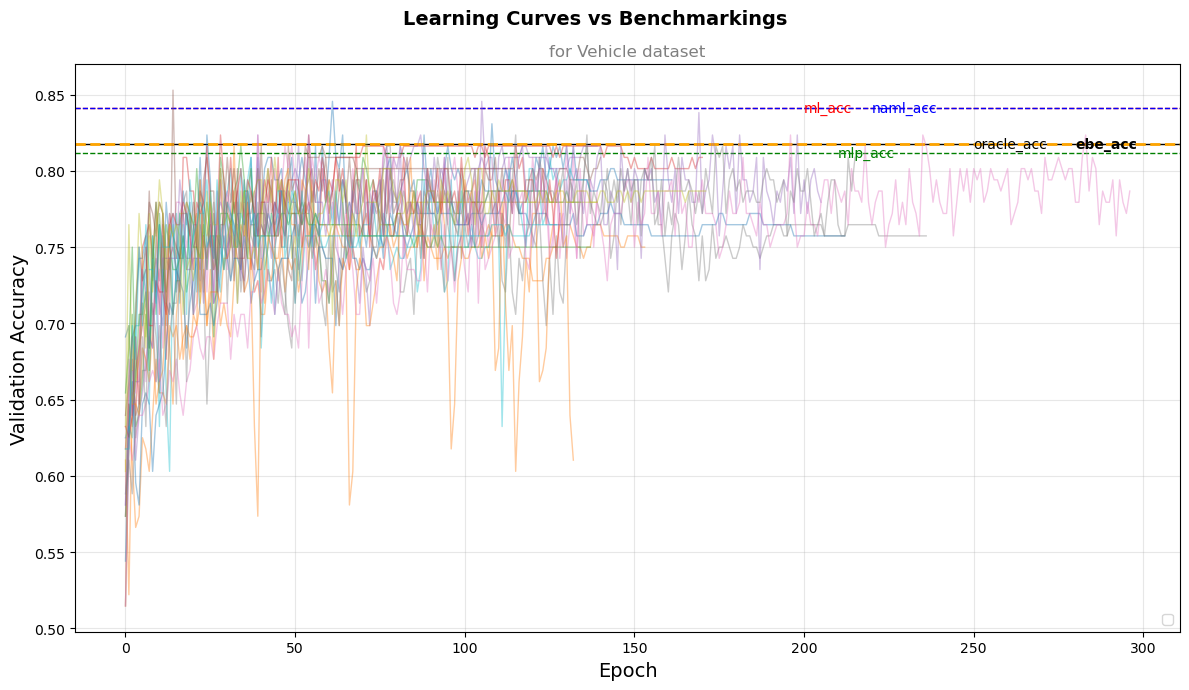 Learning Curves vs Benchmarkings
for Vehicle dataset
Validation Accuracy
0.85
0.80
0.75
0.70
0.65
0.60
0.55
0.50
ml_acc
naml_acc
oracle_acc
ebe_acc
mlp_acc
0
50
100
150
200
250
300
Epoch